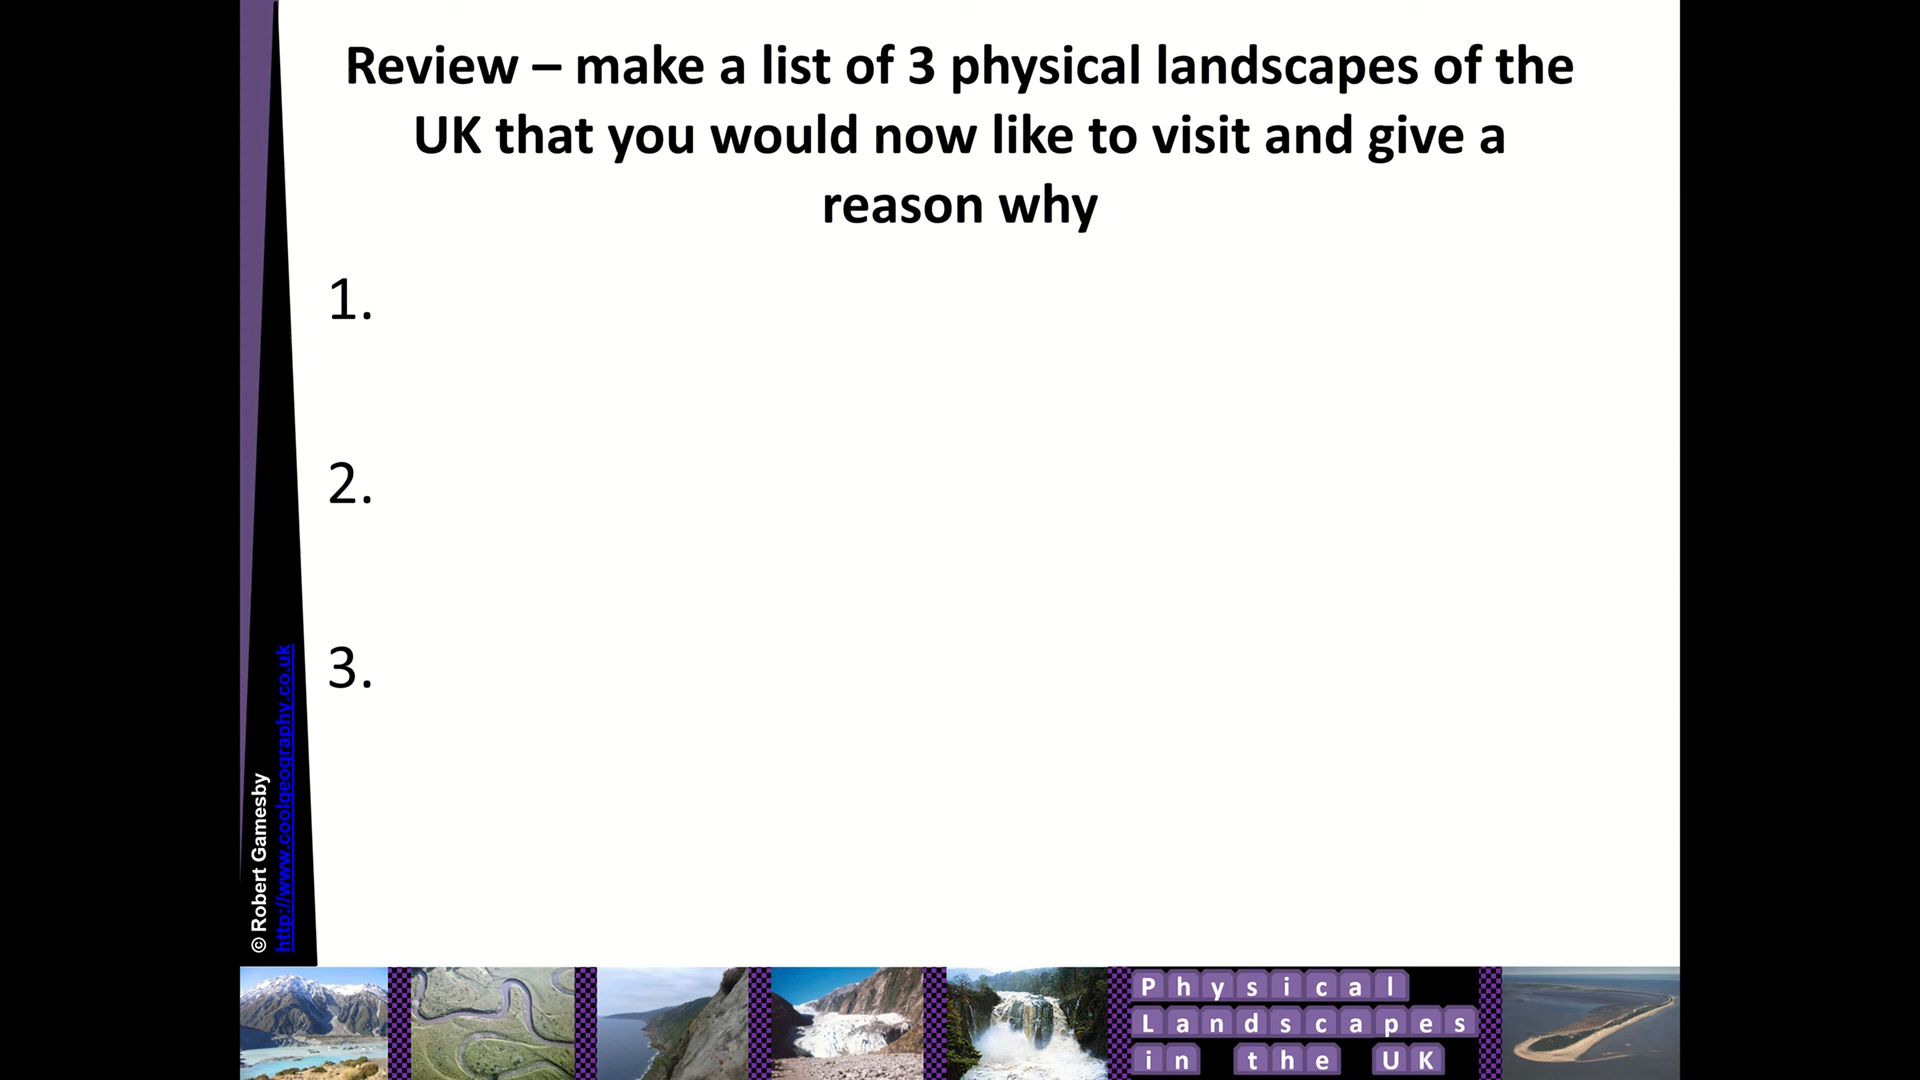 Review – make a list of 3 physical landscapes of the
UK that you would now like to visit and give a
reason why
1.
2.
3.
© Robert Gamesby
http://www.coolgeography.co.uk
Physical
Landscapes
in the UK